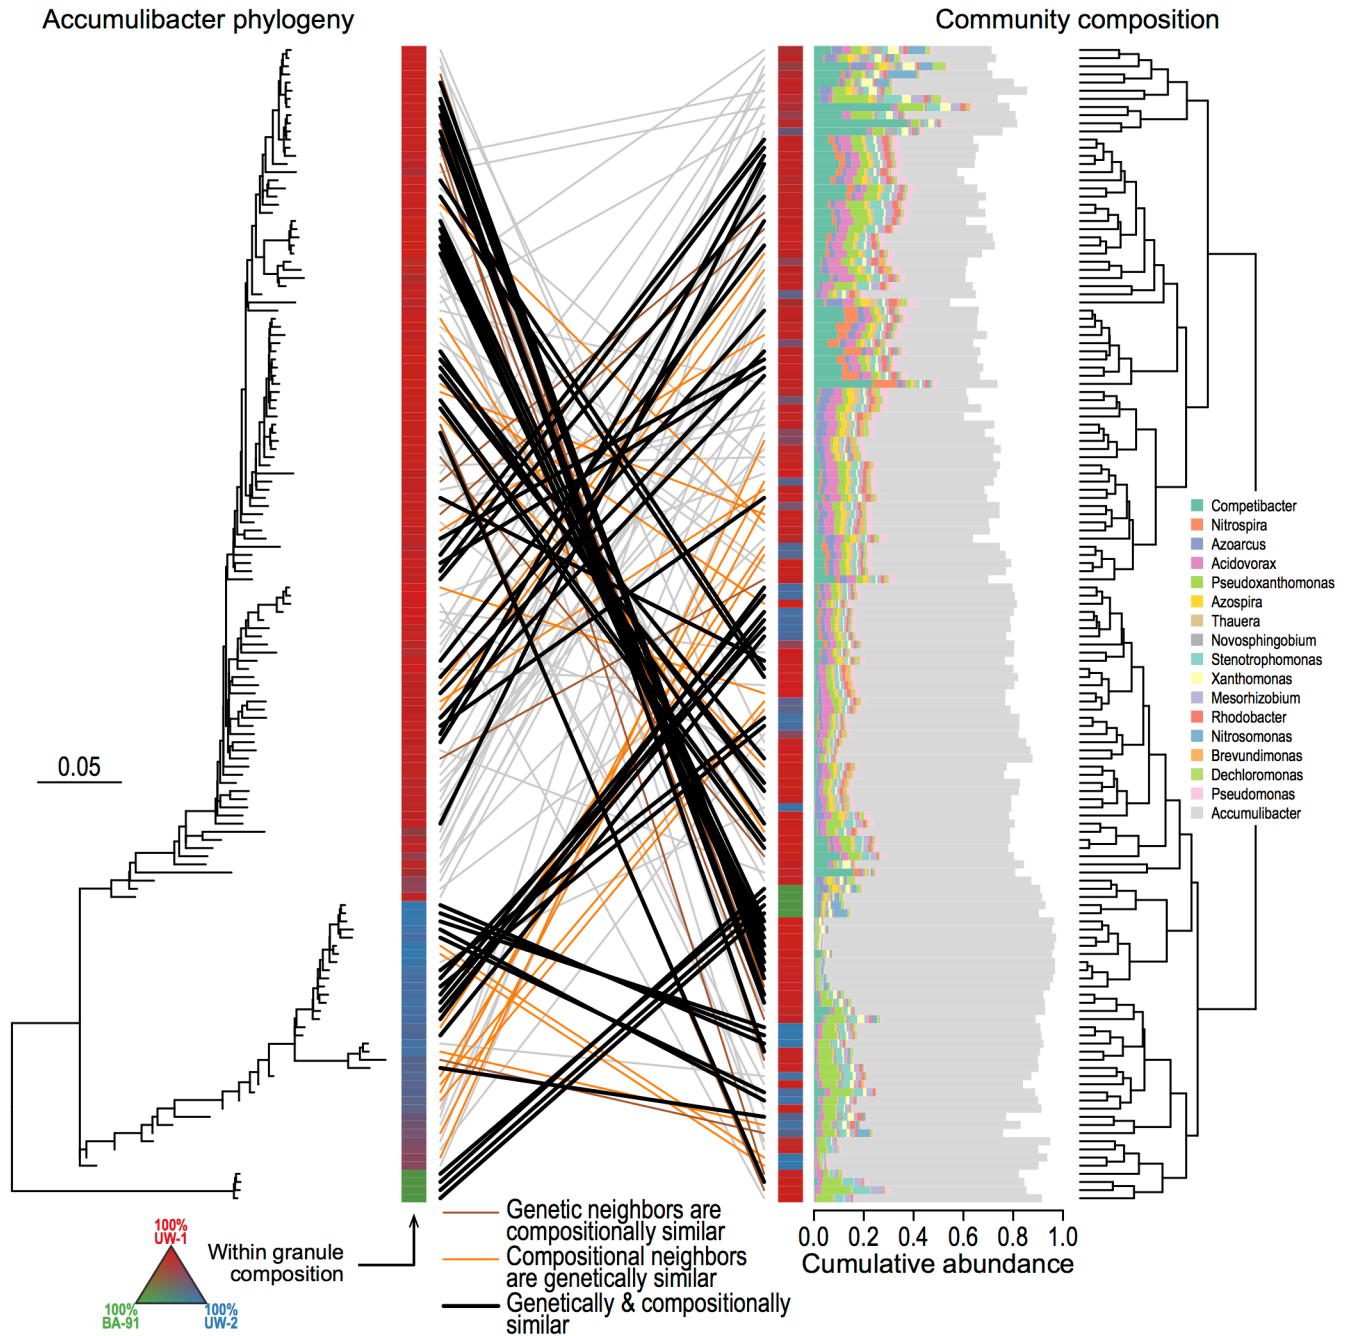 Accumulibacter phylogeny
Community composition
0.05
Competibacter
Nitrospira
Azoarcus
Acidovorax
Pseudoxanthomonas
Azospira
Thauera
Novosphingobium
Stenotrophomonas
Xanthomonas
Mesorhizobium
Rhodobacter
Nitrosomonas
Brevundimonas
Dechloromonas
Pseudomonas
Accumulibacter
100%
UW-1
100%
BA-91
100%
UW-2
Within granule
composition
Genetic neighbors are
compositionally similar
Compositional neighbors
are genetically similar
Genetically & compositionally
similar
0.0 0.2 0.4 0.6 0.8 1.0
Cumulative abundance